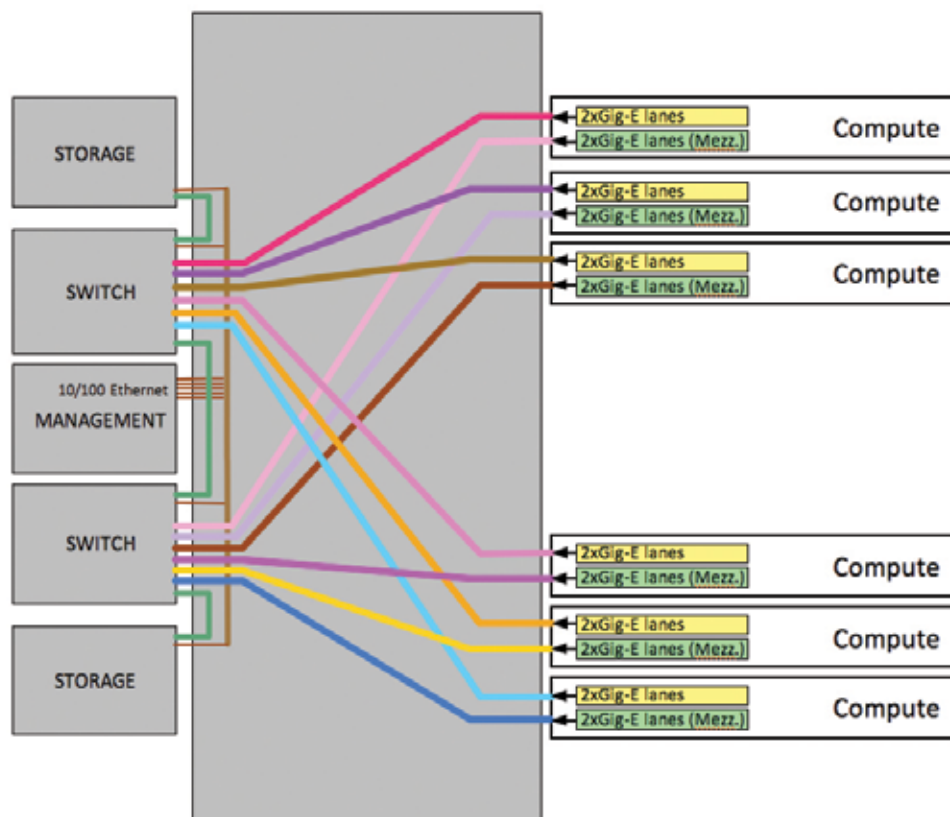 STORAGE
SWITCH
10/100 Ethernet
MANAGEMENT
SWITCH
STORAGE
2xGig-E lanes
2xGig-E lanes (Mezz.)
Compute
2xGig-E lanes
2xGig-E lanes (Mezz.)
Compute
2xGig-E lanes
2xGig-E lanes (Mezz.)
Compute
2xGig-E lanes
2xGig-E lanes (Mezz.)
Compute
2xGig-E lanes
2xGig-E lanes (Mezz.)
Compute
2xGig-E lanes
2xGig-E lanes (Mezz.)
Compute